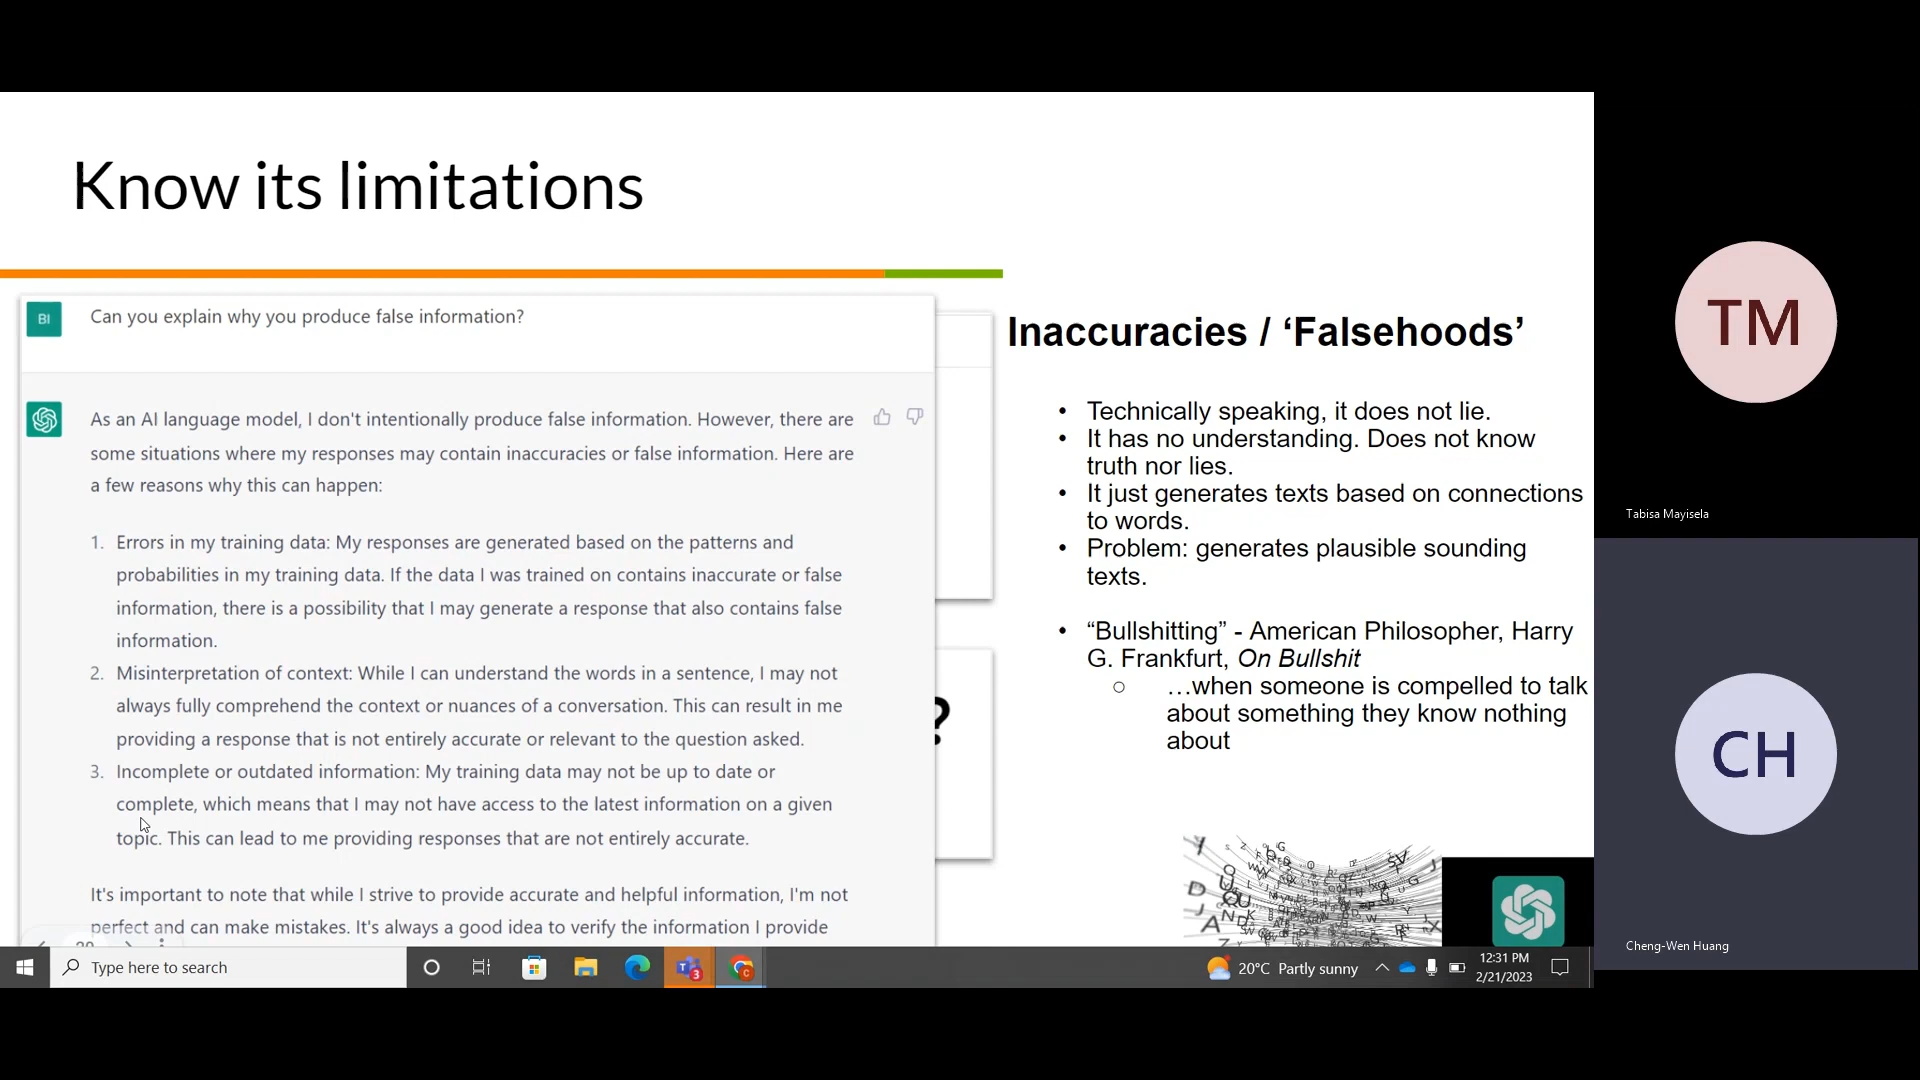 Know its limitations
BI
Can you explain why you produce false information?
As an AI language model, I don't intentionally produce false information. However, there are
some situations where my responses may contain inaccuracies or false information. Here are
a few reasons why this can happen:
1. Errors in my training data: My responses are generated based on the patterns and
probabilities in my training data. If the data I was trained on contains inaccurate or false
information, there is a possibility that I may generate a response that also contains false
information.
2. Misinterpretation of context: While I can understand the words in a sentence, I may not
always fully comprehend the context or nuances of a conversation. This can result in me
providing a response that is not entirely accurate or relevant to the question asked.
3. Incomplete or outdated information: My training data may not be up to date or
complete, which means that I may not have access to the latest information on a given
topic. This can lead to me providing responses that are not entirely accurate.
It's important to note that while I strive to provide accurate and helpful information, I'm not
perfect and can make mistakes. It's always a good idea to verify the information I provide
?
Inaccuracies / ‘Falsehoods’
• Technically speaking, it does not lie.
• It has no understanding. Does not know
truth nor lies.
• It just generates texts based on connections
to words.
• Problem: generates plausible sounding
texts.
• “Bullshitting” - American Philosopher, Harry
G. Frankfurt, On Bullshit
○ …when someone is compelled to talk
about something they know nothing
about
TM
Tabisa Mayisela
CH
Cheng-Wen Huang
Type here to search
3
C
20°C Partly sunny
12:31 PM
2/21/2023